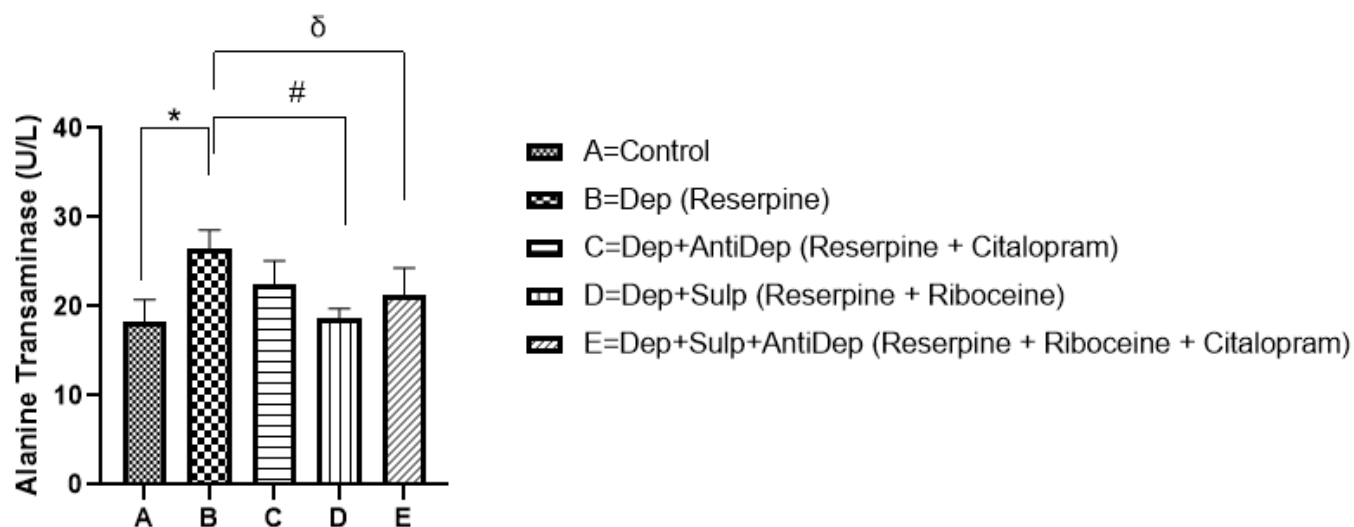 δ
#
*
Alanine Transaminase (U/L)
40
30
20
10
0
A
B
C
D
E
A=Control
B=Dep (Reserpine)
C=Dep+AntiDep (Reserpine + Citalopram)
D=Dep+Sulp (Reserpine + Riboceine)
E=Dep+Sulp+AntiDep (Reserpine + Riboceine + Citalopram)